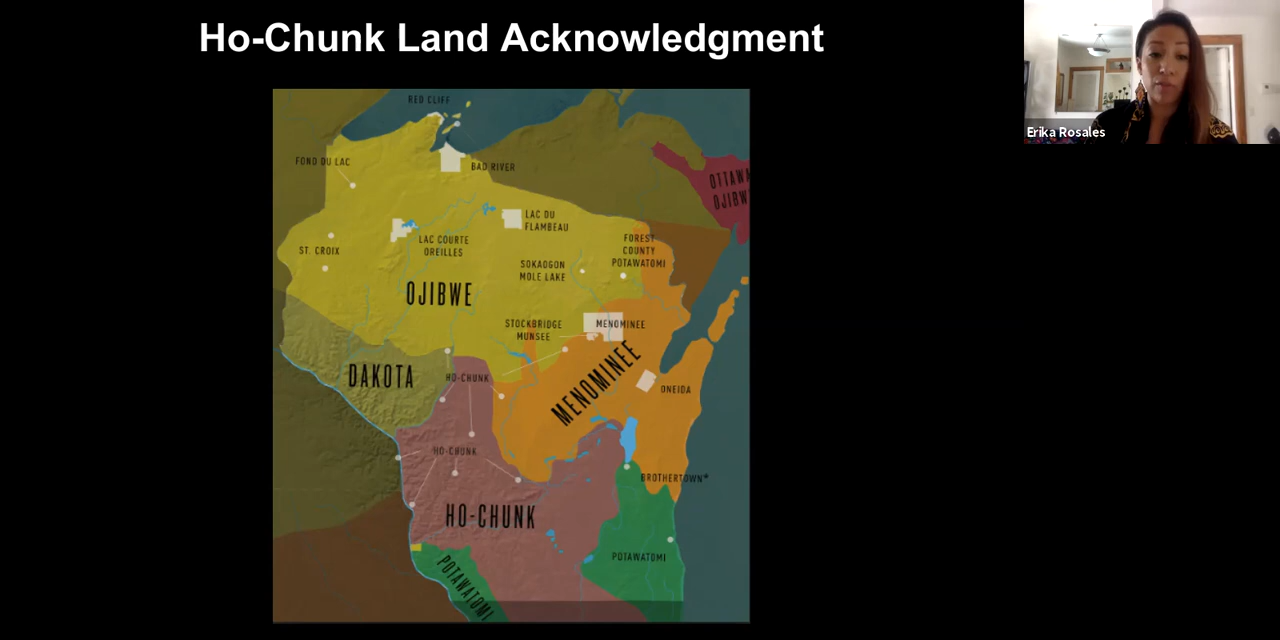 Ho-Chunk Land Acknowledgment
Erika Rosales
RED CLIFF
FOND DU LAC
BAD RIVER
OTTAWA
OJIBW
LAC DU
FLAMBEAU
LAC COURTE
OREILLES
ST. CROIX
FOREST
COUNTY
POTAWATOMI
SOKAOGON
MOLE LAKE
OJIBWE
STOCKBRIDGE
MUNSEE
MENOMINEE
DAKOTA
HO-CHUNK
MENOMINEE
ONEIDA
HO-CHUNK
BROTHERTOWN*
HO-CHUNK
POTAWATOMI
POTAWATOMI